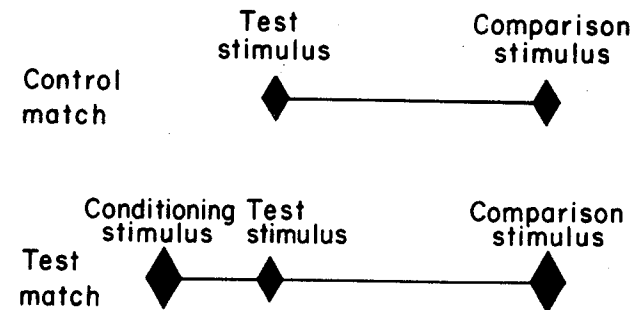 Test
stimulus
Comparison
stimulus
Control
match
Conditioning Test
stimulus stimulus
Comparison
stimulus
Test
match